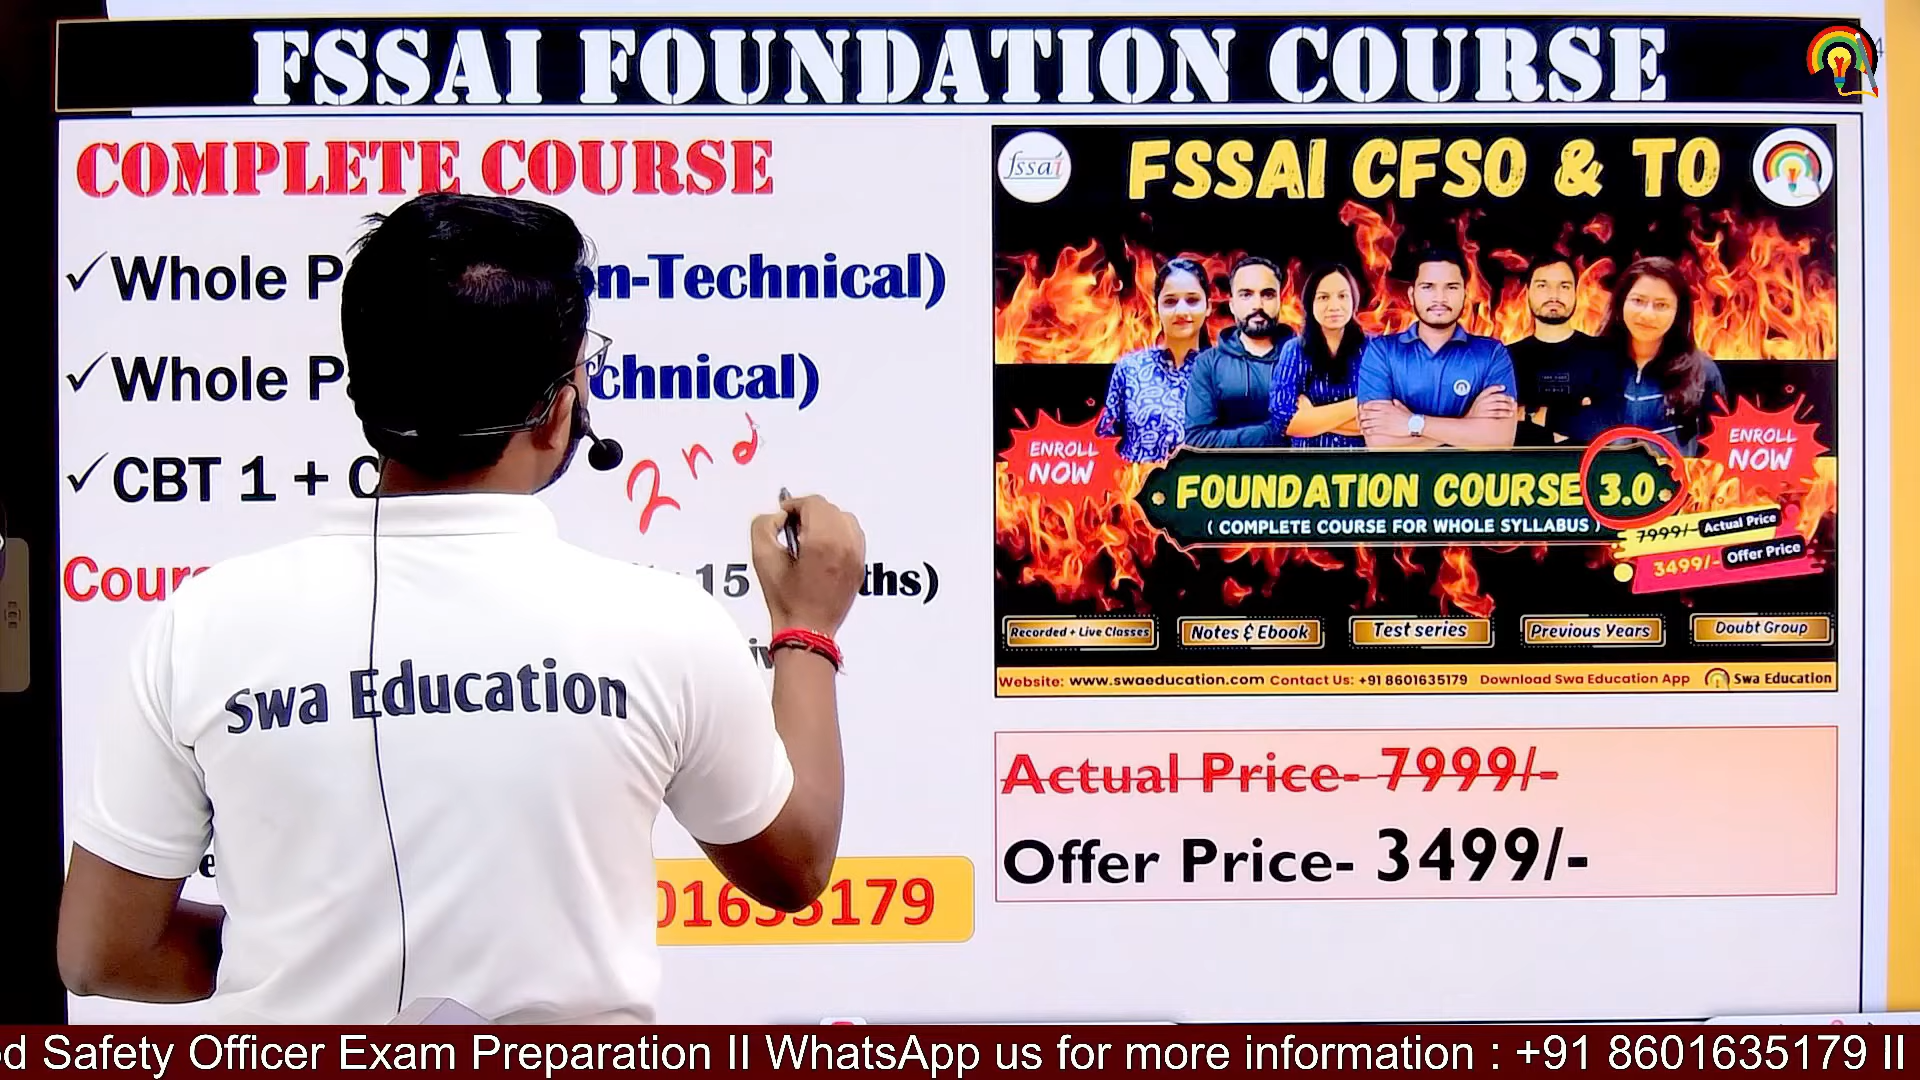 FSSAI FOUNDATION COURSE
COMPLETE COURSE
✓ Whole P n-Technical)
✓ Whole P chnical)
✓ CBT 1 + C
2nd
Cour 15 ths)
01635179
fssai
FSSAI CFSO & TO
ENROLL NOW
ENROLL NOW
FOUNDATION COURSE 3.0
( COMPLETE COURSE FOR WHOLE SYLLABUS )
7999/- Actual Price
3499/- Offer Price
Recorded + Live Classes
Notes & Ebook
Test series
Previous Years
Doubt Group
Website: www.swaeducation.com Contact Us: +91 8601635179 Download Swa Education App Swa Education
Swa Education
Actual Price- 7999/-
Offer Price- 3499/-
d Safety Officer Exam Preparation II WhatsApp us for more information : +91 8601635179 II